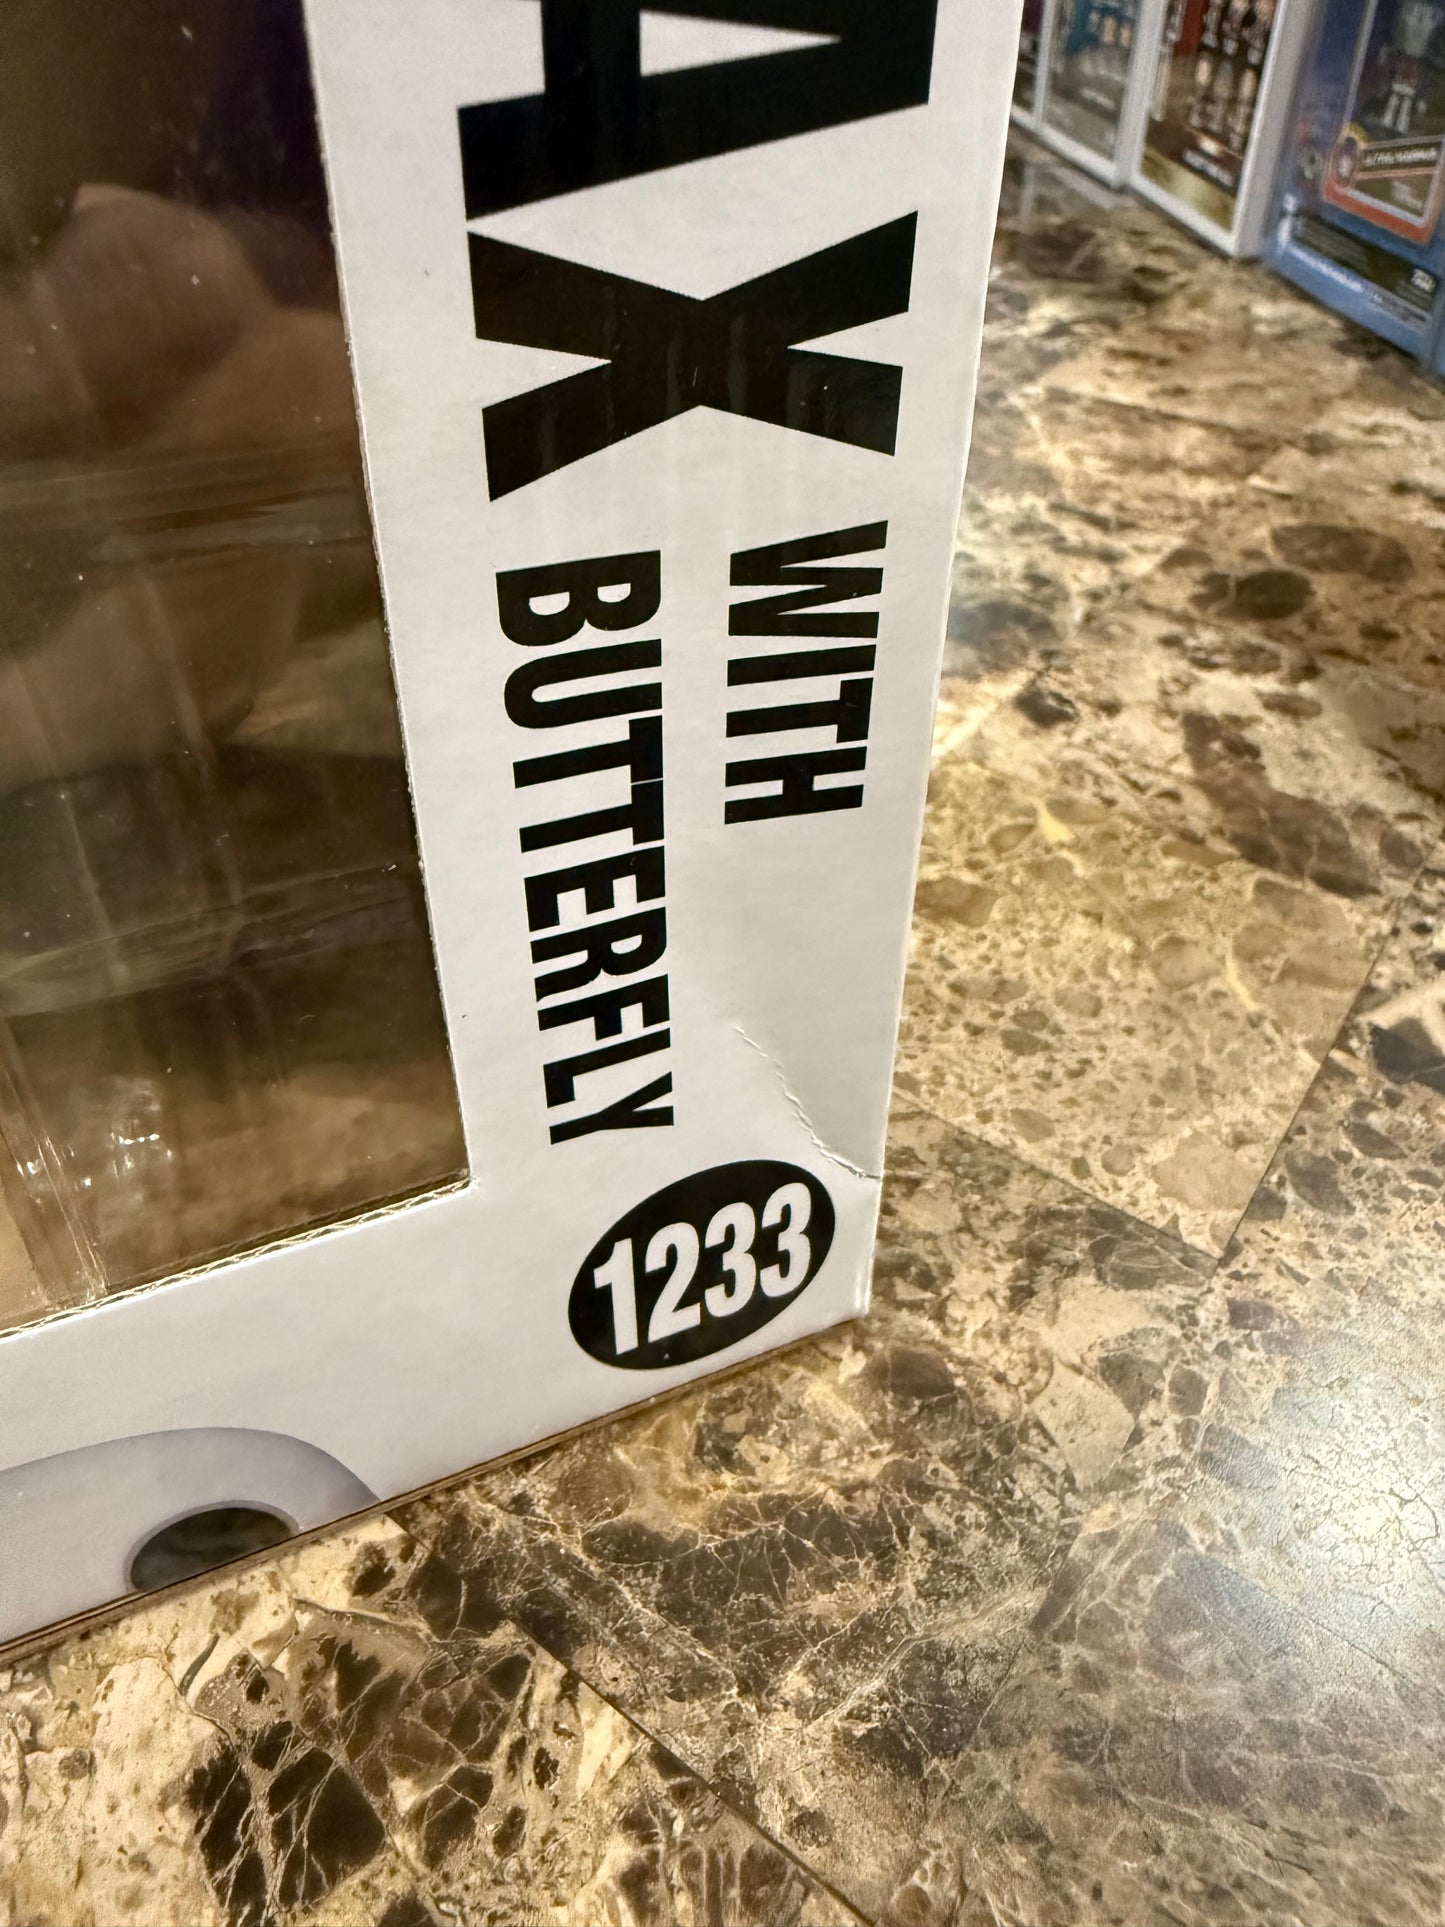 AX WITH
BUTTERFLY
1233